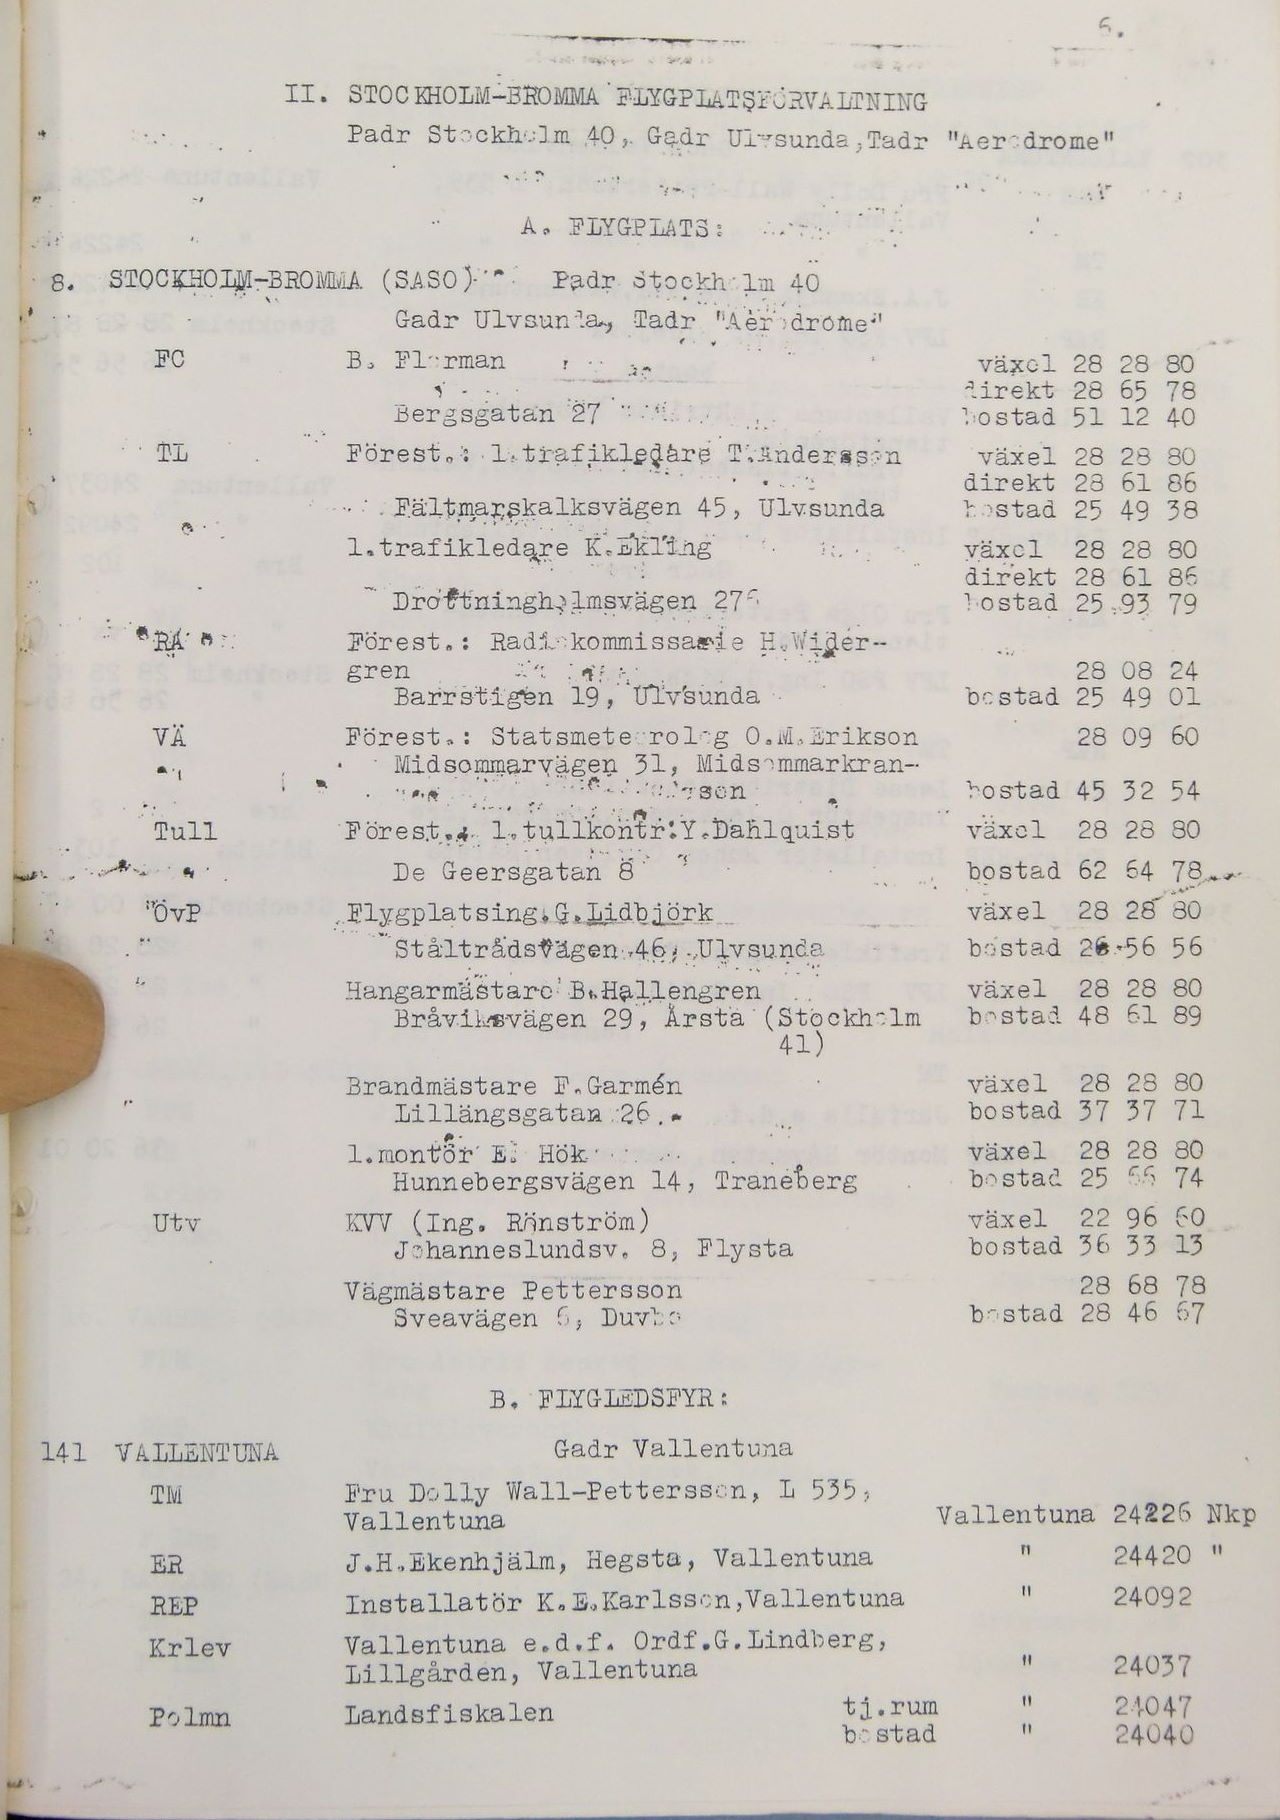 6.
II. STOCKHOLM-BROMMA FLYGPLATSFÖRVALTNING
Padr Stockholm 40, Gadr Ulvsunda, Tadr "Aerodrome"
A. FLYGPLATS:
8. STOCKHOLM-BROMMA (SASO) Padr Stockholm 40
Gadr Ulvsunda, Tadr "Aerodrome"
FC B. Florman växel 28 28 80
direkt 28 65 78
Bergsgatan 27 bostad 51 12 40
TL Förest.: 1.trafikledare T.Andersson växel 28 28 80
direkt 28 61 86
Fältmarskalksvägen 45, Ulvsunda bostad 25 49 38
1.trafikledare K.Ekling växel 28 28 80
direkt 28 61 86
Drottningholmsvägen bostad 25 93 79
RA Förest.: Radiokommissarie H.Wider-
gren 28 08 24
Barrstigen 19, Ulvsunda bostad 25 49 01
VÄ Förest.: Statsmeteorolog O.M.Erikson 28 09 60
Midsommarvägen 31, Midsommarkran-
sen bostad 45 32 54
Tull Förest.: 1.tullkontr.Y.Dahlquist växel 28 28 80
De Geersgatan 8 bostad 62 64 78
ÖvP Flygplatsing.G.Lidbjörk växel 28 28 80
Ståltrådsvägen 46, Ulvsunda bostad 26 56 56
Hangarmästare B.Hallengren växel 28 28 80
Bråviksvägen 29, Årsta (Stockholm bostad 48 61 89
41)
Brandmästare F.Garmén växel 28 28 80
Lillängsgatan 26. bostad 37 37 71
1.montör E. Hök växel 28 28 80
Hunnebergsvägen 14, Traneberg bostad 25 66 74
Utv KVV (Ing. Rönström) växel 22 96 60
Johanneslundsv. 8, Flysta bostad 36 33 13
Vägmästare Pettersson 28 68 78
Sveavägen 6, Duvbo bostad 28 46 67
B. FLYGLEDSFYR:
141 VALLENTUNA Gadr Vallentuna
TM Fru Dolly Wall-Pettersson, L 535,
Vallentuna Vallentuna 24226 Nkp
ER J.H.Ekenhjälm, Hegsta, Vallentuna " 24420 "
REP Installatör K.E.Karlsson,Vallentuna " 24092
Krlev Vallentuna e.d.f. Ordf.G.Lindberg,
Lillgården, Vallentuna " 24037
Polmn Landsfiskalen tj.rum " 24047
bostad " 24040